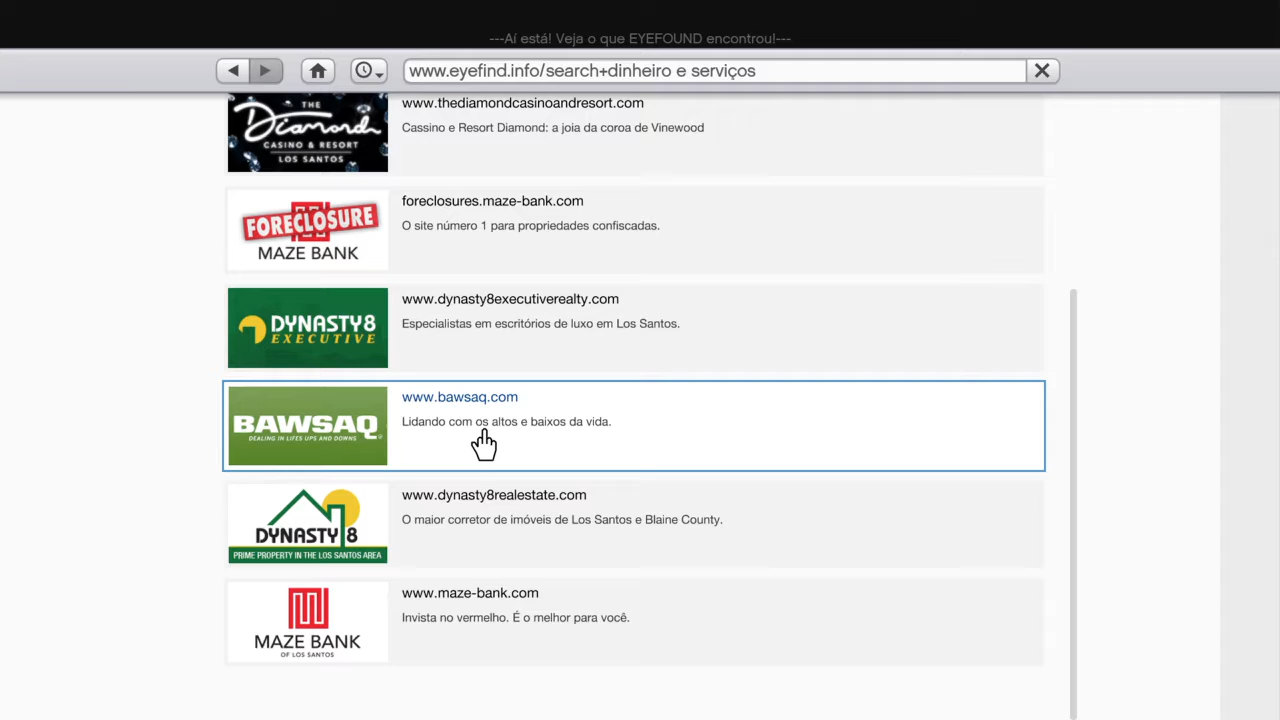 ---Aí está! Veja o que EYEFOUND encontrou!---
www.eyefind.info/search+dinheiro e serviços
THE
Diamond
CASINO & RESORT
LOS SANTOS
www.thediamondcasinoandresort.com
Cassino e Resort Diamond: a joia da coroa de Vinewood
FORECLOSURE
MAZE BANK
foreclosures.maze-bank.com
O site número 1 para propriedades confiscadas.
DYNASTY8
EXECUTIVE
www.dynasty8executiverealty.com
Especialistas em escritórios de luxo em Los Santos.
BAWSAQ
DEALING IN LIFES UPS AND DOWNS
www.bawsaq.com
Lidando com os altos e baixos da vida.
DYNASTY 8
PRIME PROPERTY IN THE LOS SANTOS AREA
www.dynasty8realestate.com
O maior corretor de imóveis de Los Santos e Blaine County.
MAZE BANK
OF LOS SANTOS
www.maze-bank.com
Invista no vermelho. É o melhor para você.